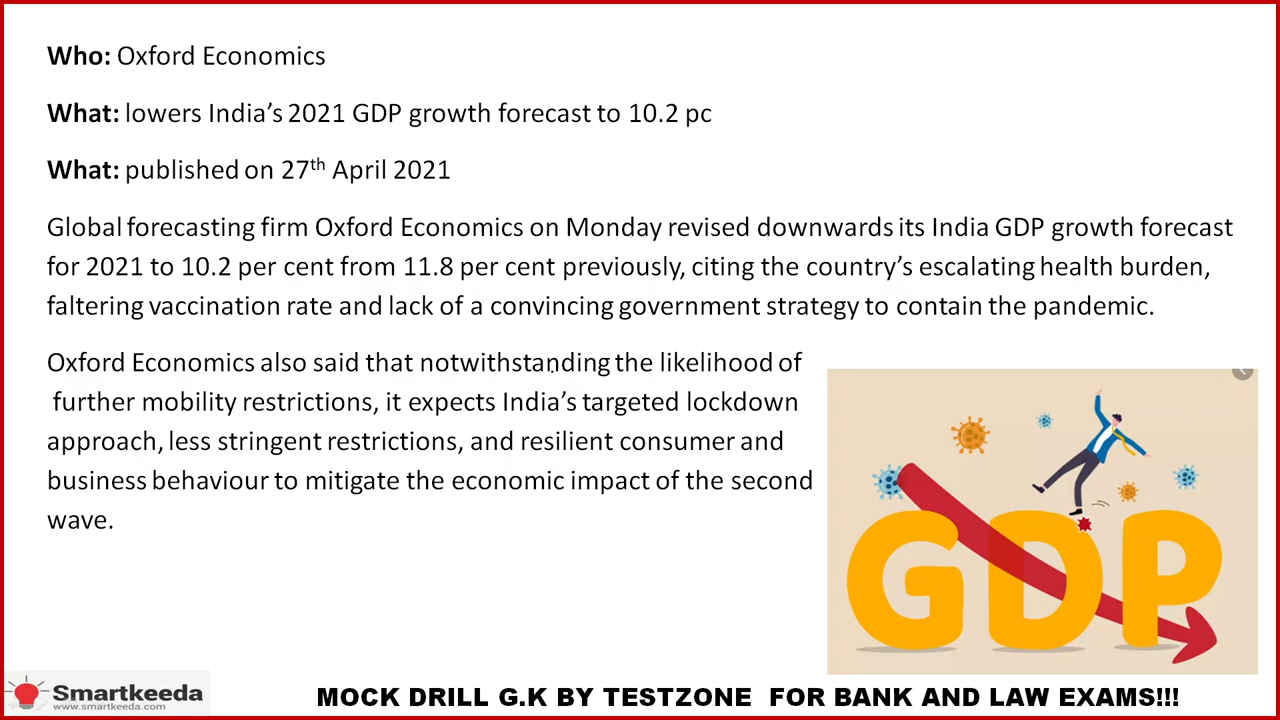 Who: Oxford Economics
What: lowers India’s 2021 GDP growth forecast to 10.2 pc
What: published on 27th April 2021
Global forecasting firm Oxford Economics on Monday revised downwards its India GDP growth forecast
for 2021 to 10.2 per cent from 11.8 per cent previously, citing the country’s escalating health burden,
faltering vaccination rate and lack of a convincing government strategy to contain the pandemic.
Oxford Economics also said that notwithstanding the likelihood of
further mobility restrictions, it expects India’s targeted lockdown
approach, less stringent restrictions, and resilient consumer and
business behaviour to mitigate the economic impact of the second
wave.
GDP
Smartkeeda
www.smartkeeda.com
MOCK DRILL G.K BY TESTZONE FOR BANK AND LAW EXAMS!!!